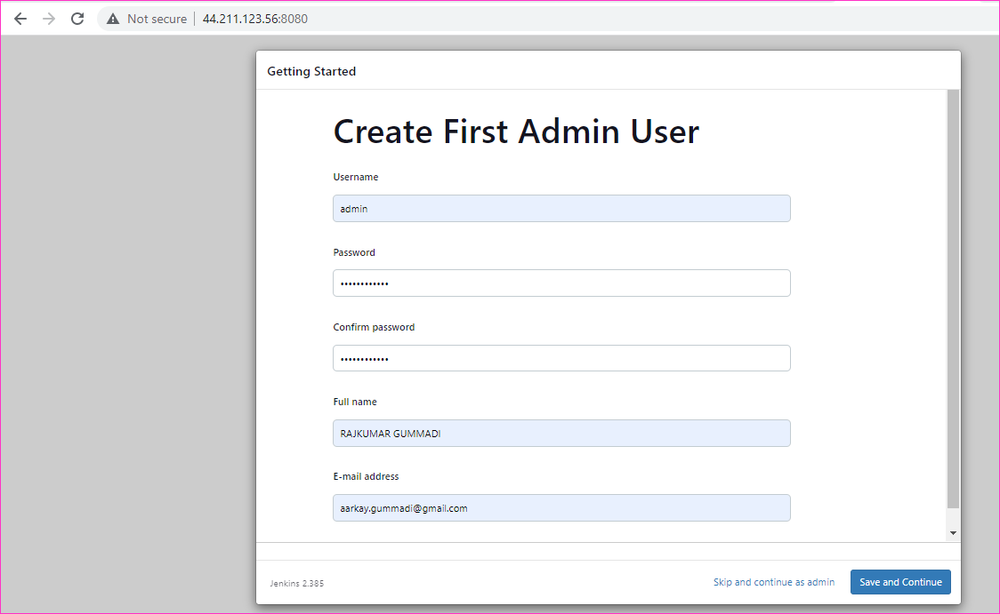 Not secure | 44.211.123.56:8080
Getting Started
Create First Admin User
Username
admin
Password
••••••••••••
Confirm password
••••••••••••
Full name
RAJKUMAR GUMMADI
E-mail address
aarkay.gummadi@gmail.com
Jenkins 2.385
Skip and continue as admin
Save and Continue